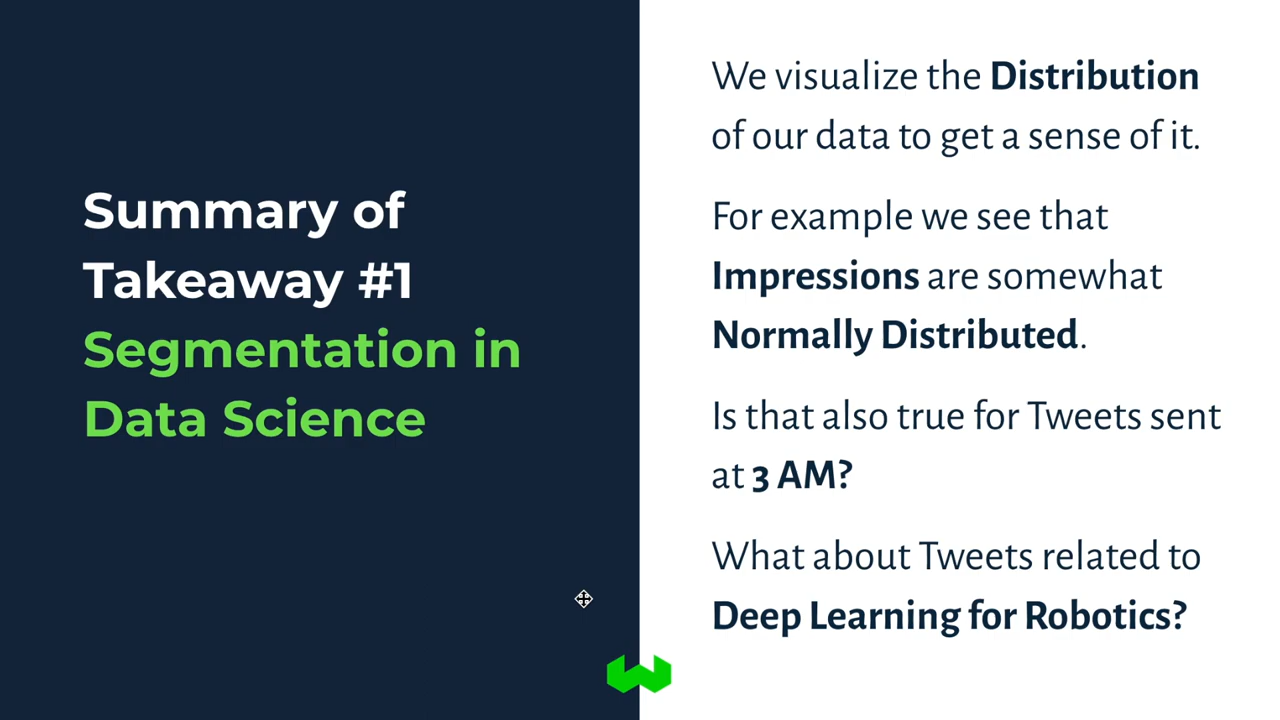 Summary of
Takeaway #1
Segmentation in
Data Science
We visualize the Distribution
of our data to get a sense of it.
For example we see that
Impressions are somewhat
Normally Distributed.
Is that also true for Tweets sent
at 3 AM?
What about Tweets related to
Deep Learning for Robotics?